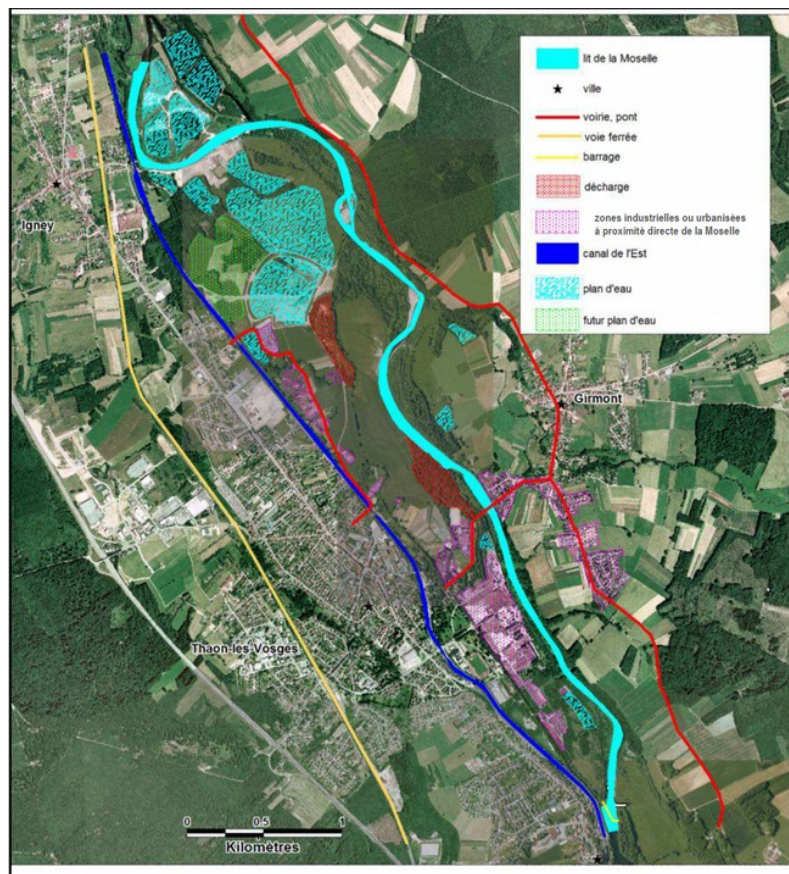 lit de la Moselle
ville
voirie, pont
voie ferrée
barrage
décharge
zones industrielles ou urbanisées
à proximité directe de la Moselle
canal de l'Est
plan d'eau
futur plan d'eau
Igney
Girmont
Thaon-les-Vosges
0 0,5 1
Kilomètres